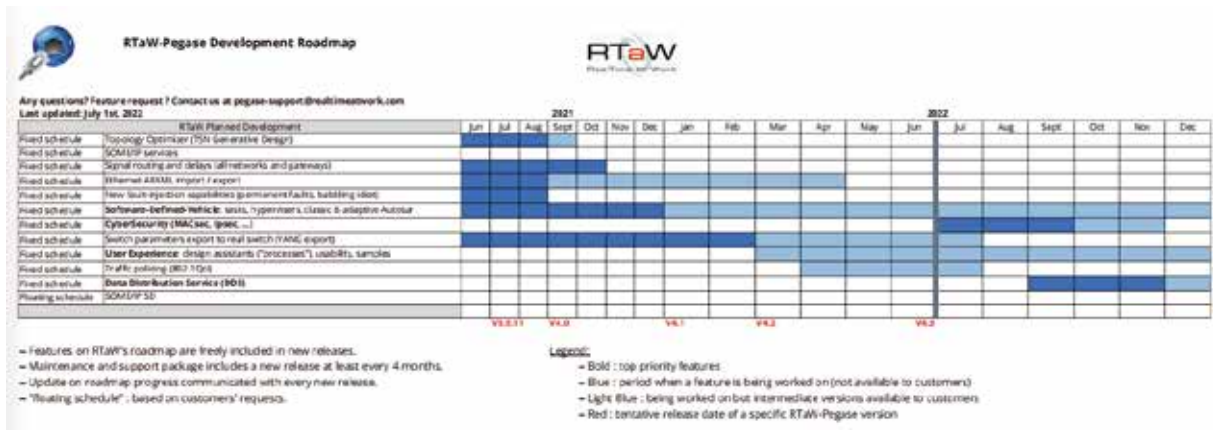 RTaW-Pegase Development Roadmap
RTaW
Any questions? Feature request ? Contact us at pegase-support@realtimeatwork.com
Last updated: July 1st, 2022
2021
2022
RTaW Planned Development
Jun Jul Aug Sept Oct Nov Dec Jan Feb Mar Apr May Jun Jul Aug Sept Oct Nov Dec
Fixed schedule Topology Optimizer (TSN Generative Design)
Fixed schedule SOME/IP services
Fixed schedule Signal routing and delays (all networks and gateways)
Fixed schedule Ethernet ARXML import / export
Fixed schedule New fault-injection capabilities (permanent faults, babbling idiot)
Fixed schedule Software-Defined-Vehicle: tasks, hypervisors, classic & adaptive Autosar
Fixed schedule CyberSecurity (MACsec, ipsec, ...)
Fixed schedule Switch parameters export to real switch (YANG export)
Fixed schedule User Experience: design assistants ("processes"), usability, samples
Fixed schedule Traffic policing (802.1Qci)
Fixed schedule Data Distribution Service (DDS)
Floating schedule SOME/IP SD
V4.0 V4.1 V4.2 V4.3
– Features on RTaW's roadmap are freely included in new releases.
– Maintenance and support package includes a new release at least every 4 months.
– Update on roadmap progress communicated with every new release.
– "floating schedule" : based on customers' requests.
Legend:
– Bold : top priority features
– Blue : period when a feature is being worked on (not available to customers)
– Light Blue : being worked on but intermediate versions available to customers
– Red : tentative release date of a specific RTaW-Pegase version